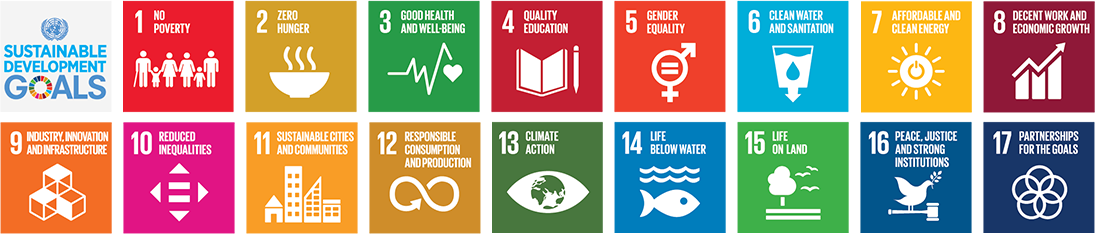 SUSTAINABLE
DEVELOPMENT
GOALS
1 NO
POVERTY
2 ZERO
HUNGER
3 GOOD HEALTH
AND WELL-BEING
4 QUALITY
EDUCATION
5 GENDER
EQUALITY
6 CLEAN WATER
AND SANITATION
7 AFFORDABLE AND
CLEAN ENERGY
8 DECENT WORK AND
ECONOMIC GROWTH
9 INDUSTRY, INNOVATION
AND INFRASTRUCTURE
10 REDUCED
INEQUALITIES
11 SUSTAINABLE CITIES
AND COMMUNITIES
12 RESPONSIBLE
CONSUMPTION
AND PRODUCTION
13 CLIMATE
ACTION
14 LIFE
BELOW WATER
15 LIFE
ON LAND
16 PEACE, JUSTICE
AND STRONG
INSTITUTIONS
17 PARTNERSHIPS
FOR THE GOALS